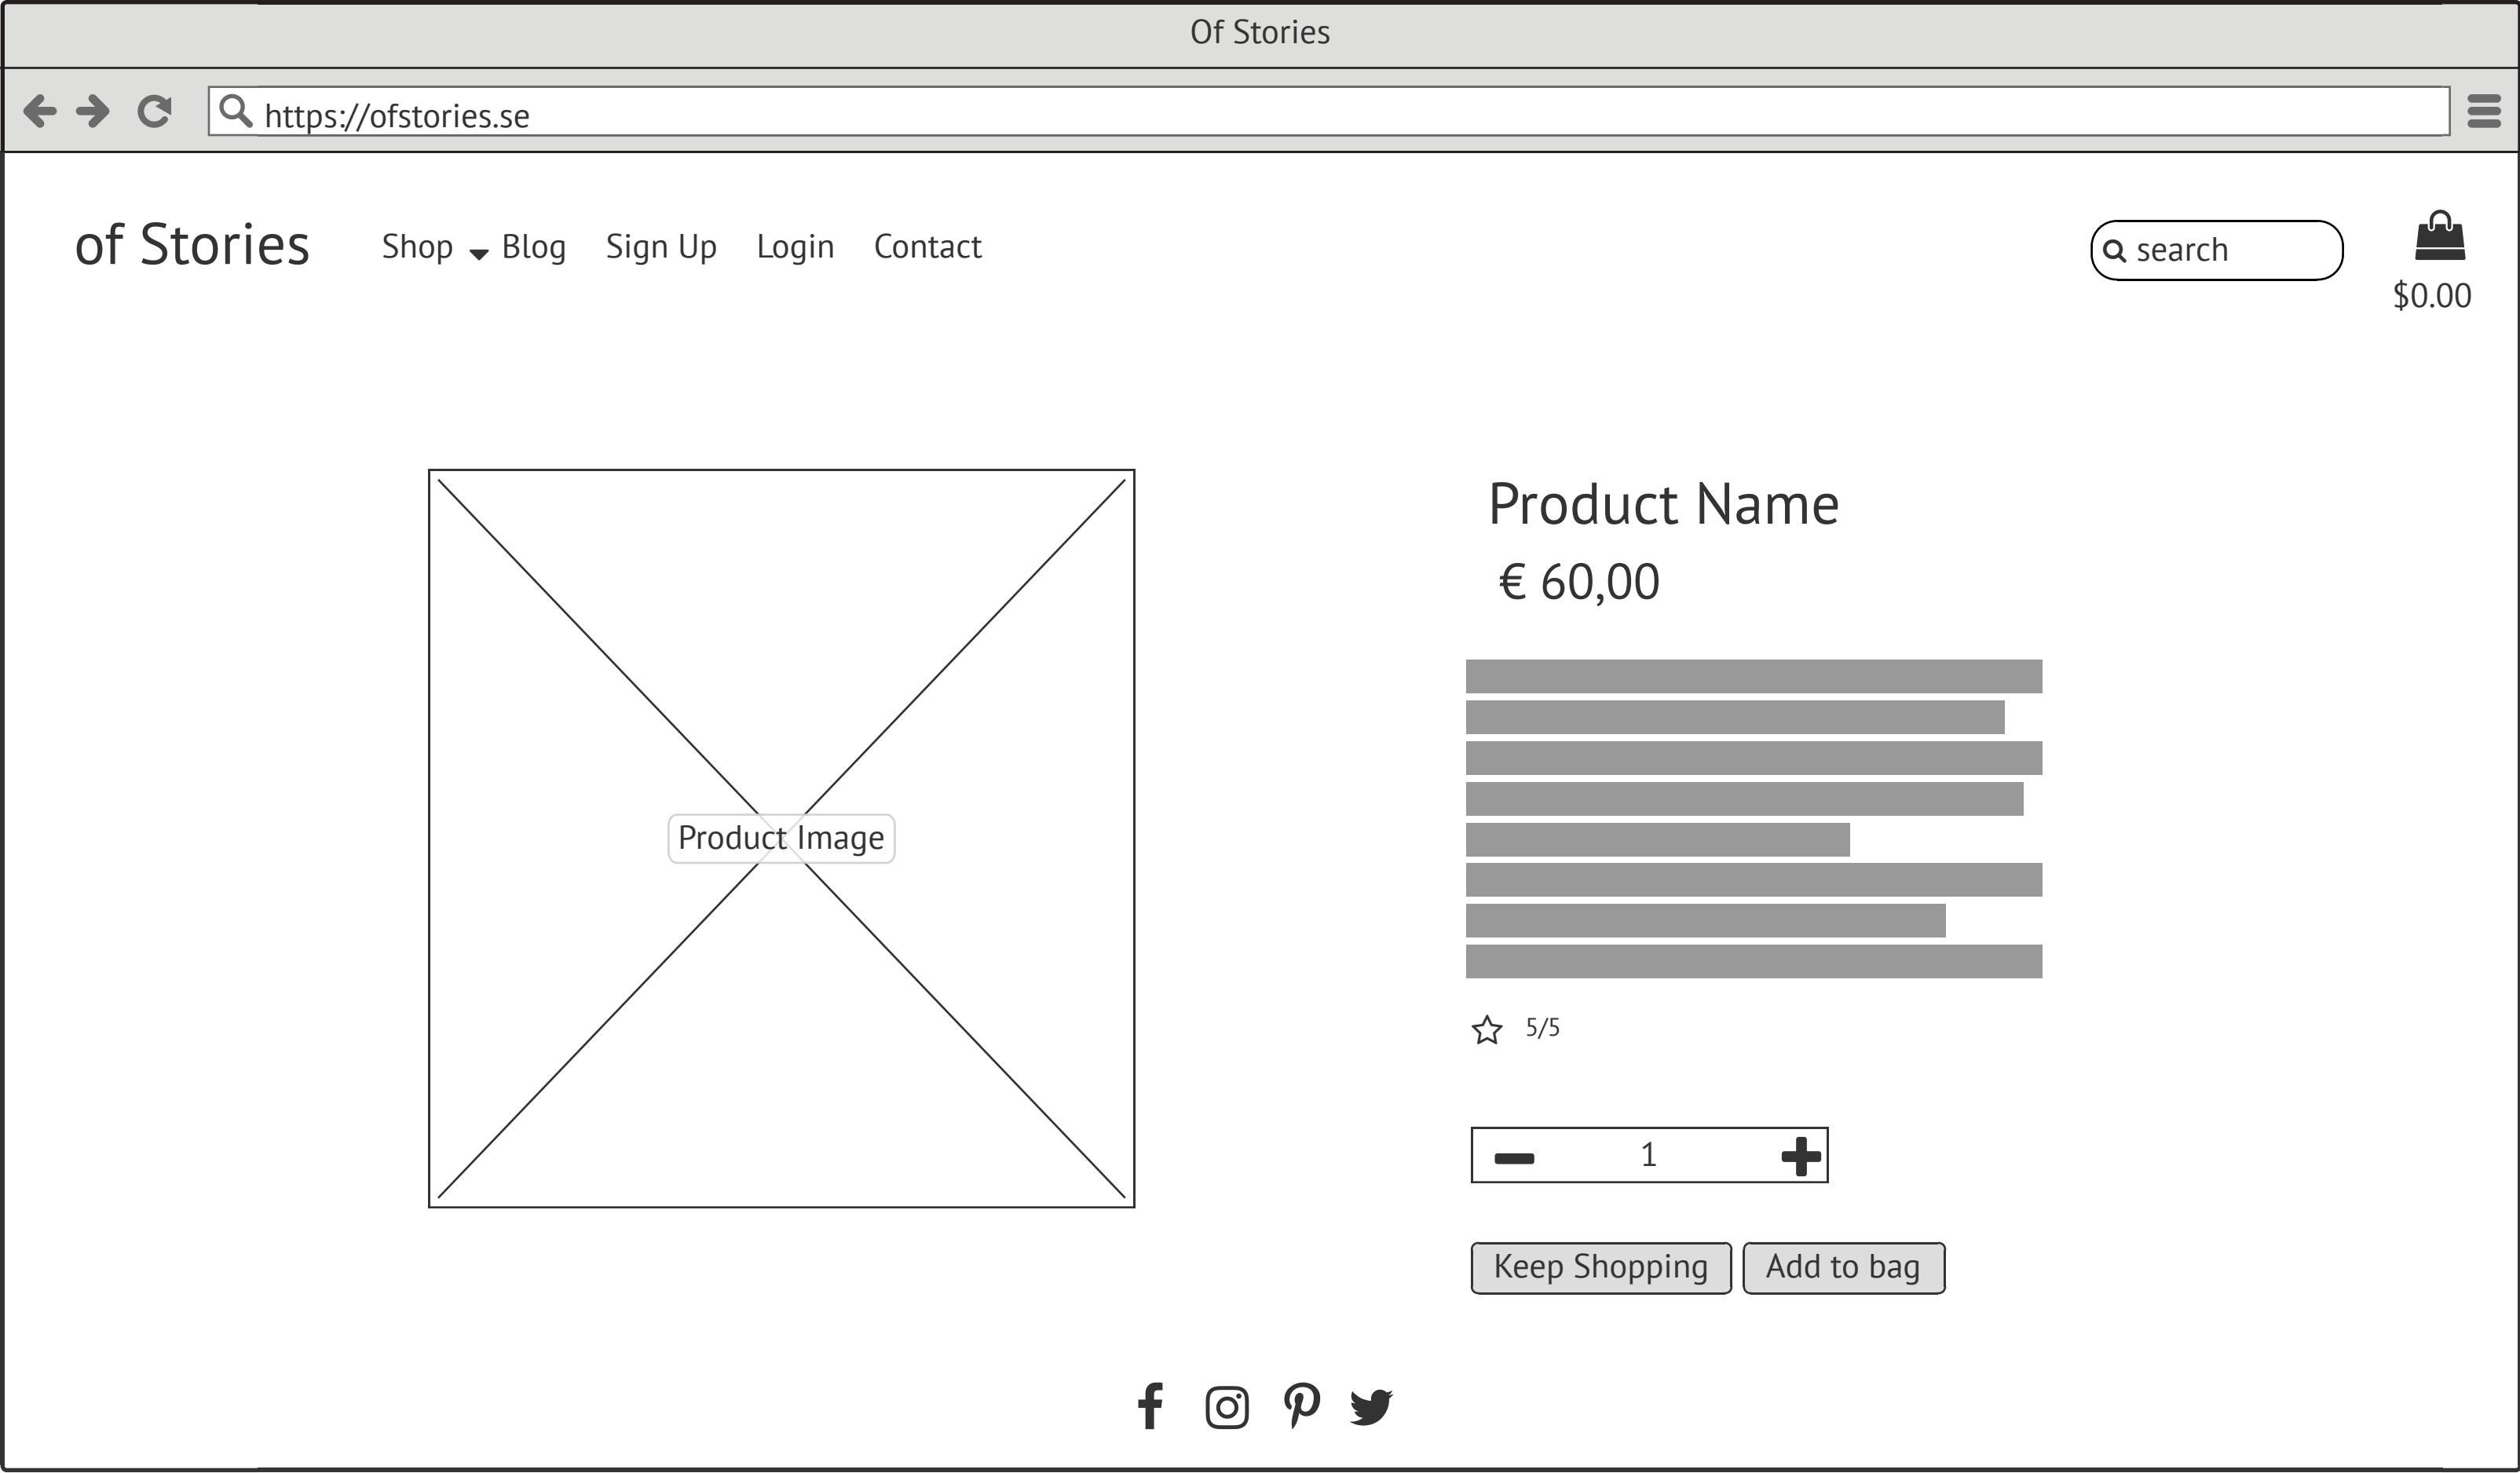 Of Stories
https://ofstories.se
of Stories Shop Blog Sign Up Login Contact search
$0.00
Product Name
€ 60,00
Product Image
5/5
1
Keep Shopping Add to bag